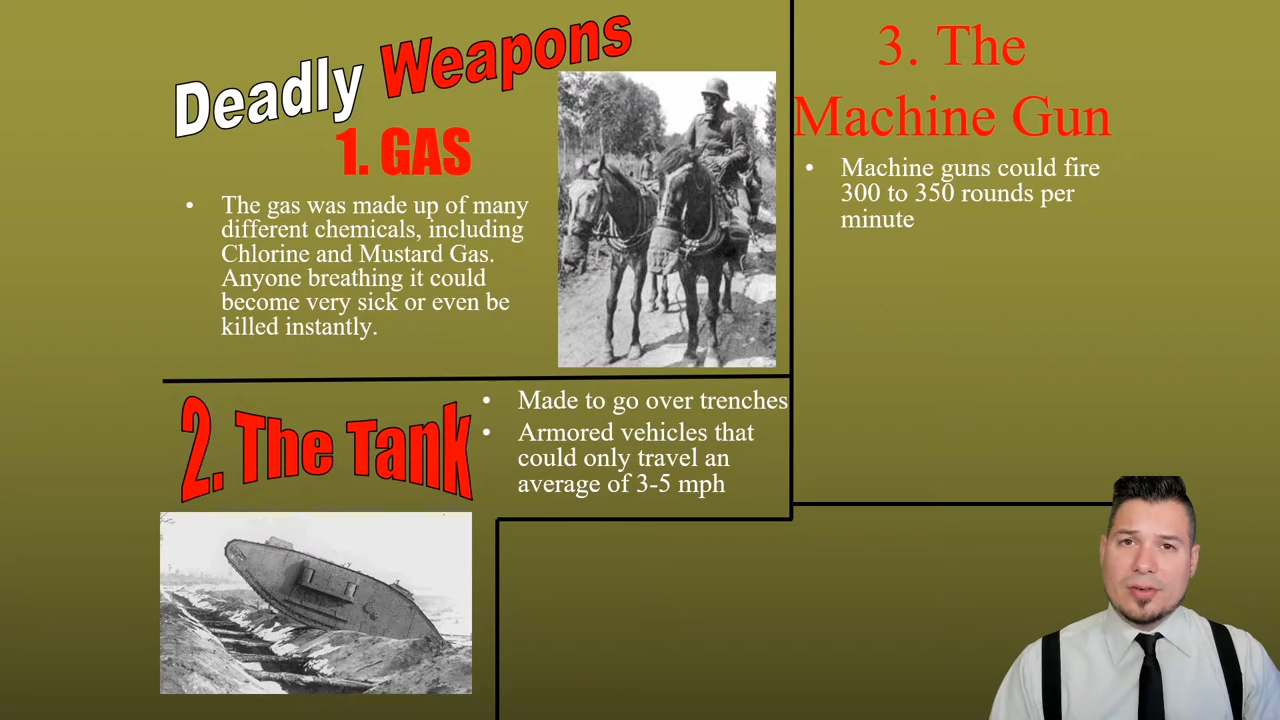 Deadly Weapons
1. GAS
• The gas was made up of many
different chemicals, including
Chlorine and Mustard Gas.
Anyone breathing it could
become very sick or even be
killed instantly.
2. The Tank
• Made to go over trenches
• Armored vehicles that
could only travel an
average of 3-5 mph
3. The
Machine Gun
• Machine guns could fire
300 to 350 rounds per
minute